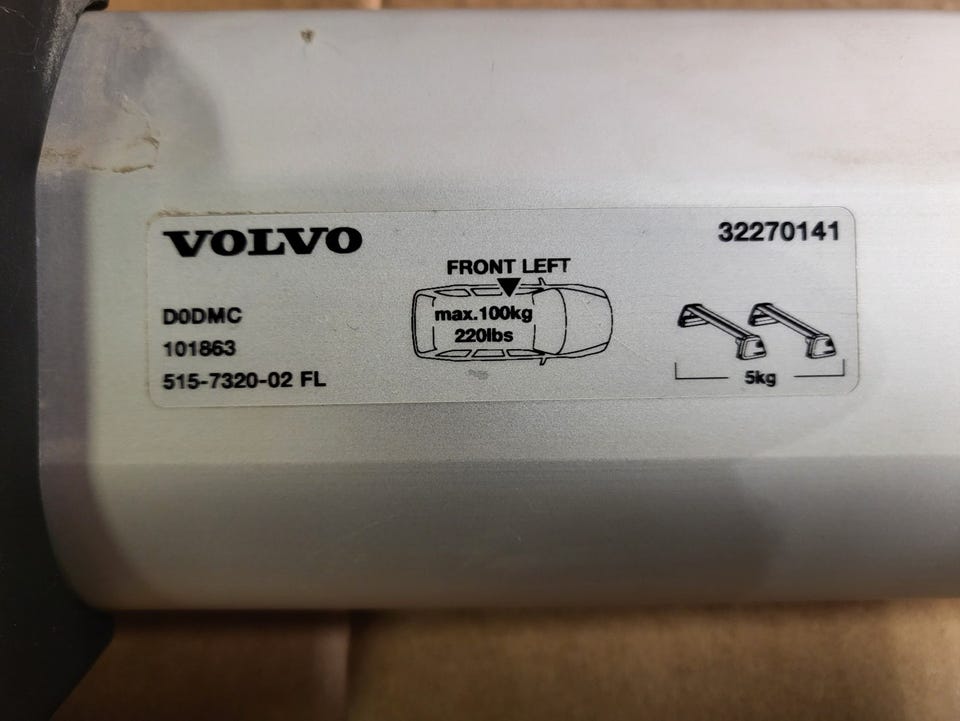 VOLVO
32270141
FRONT LEFT
max.100kg
220lbs
D0DMC
101863
515-7320-02 FL
5kg